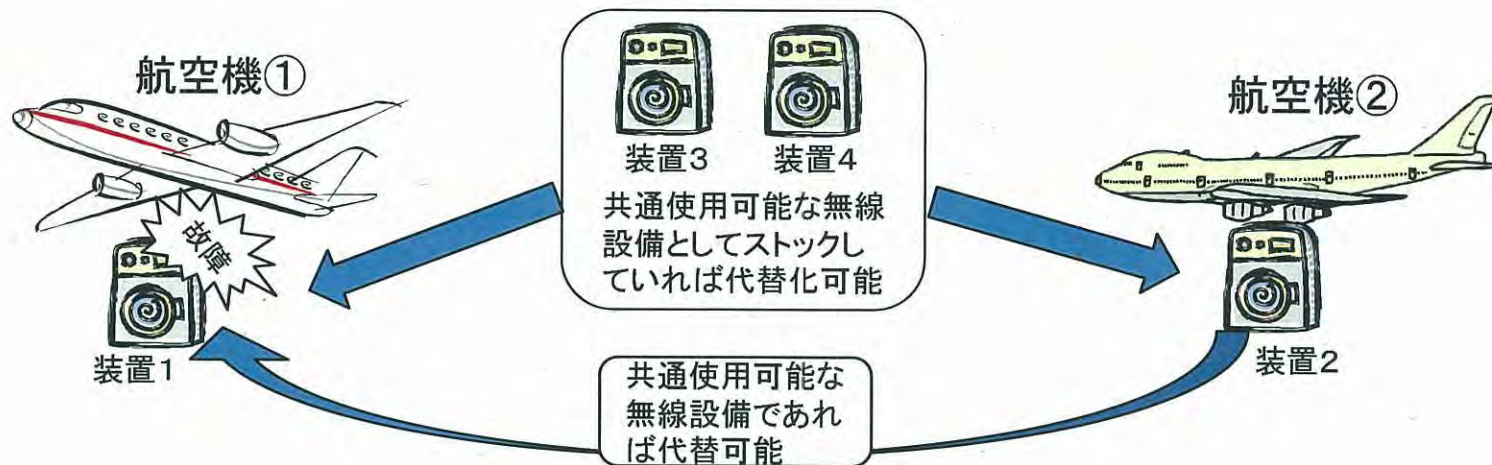 航空機①
故障
装置1
装置3
装置4
共通使用可能な無線
設備としてストックし
ていれば代替化可能
航空機②
装置2
共通使用可能な
無線設備であれ
ば代替可能